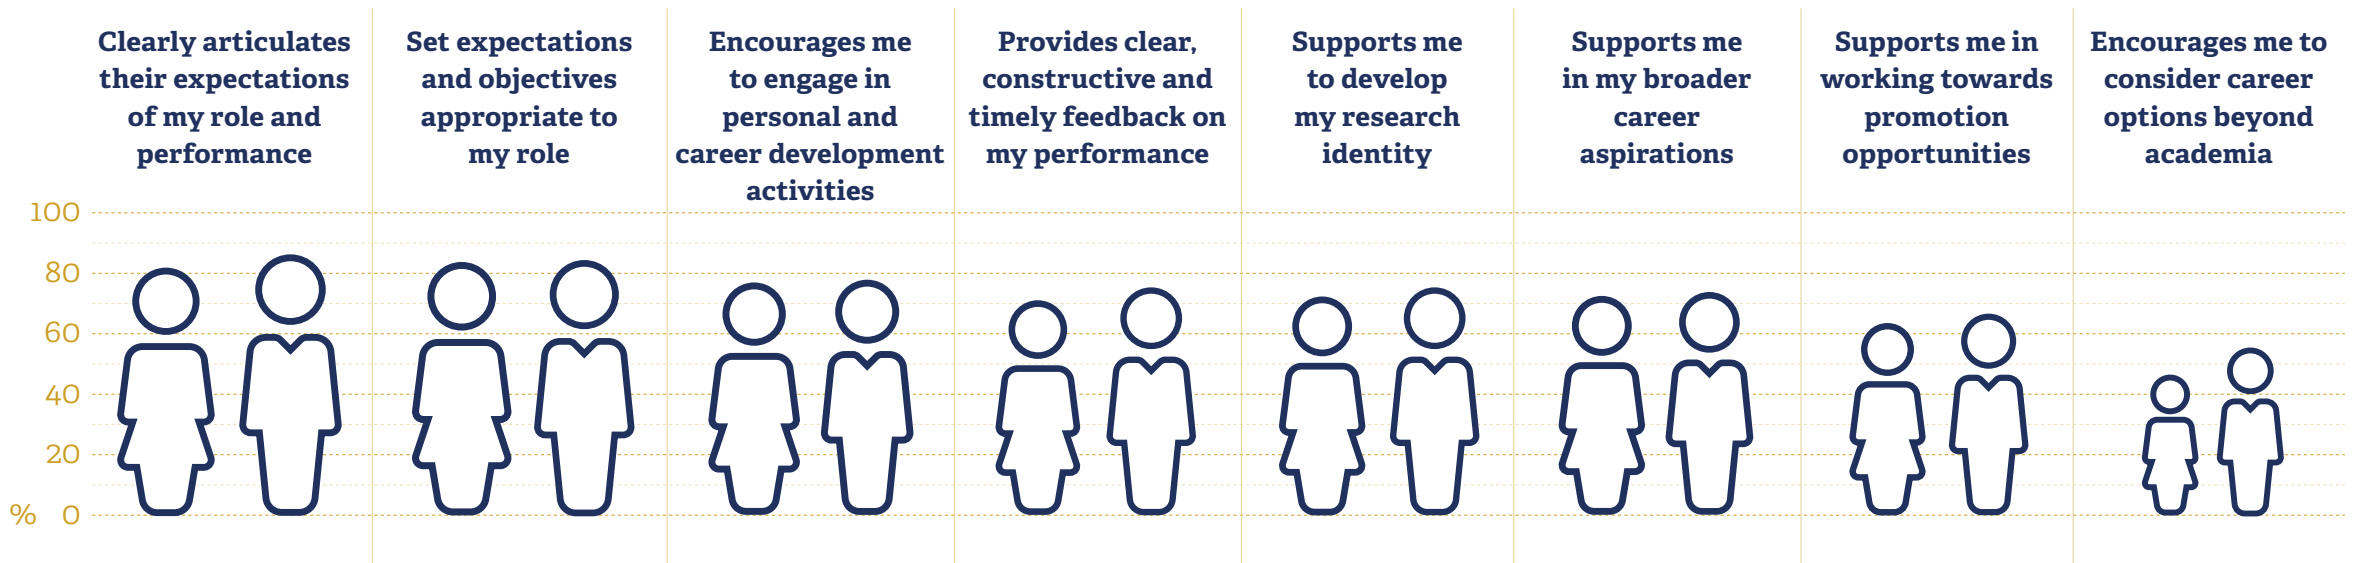 Clearly articulates
their expectations
of my role and
performance
Set expectations
and objectives
appropriate to
my role
Encourages me
to engage in
personal and
career development
activities
Provides clear,
constructive and
timely feedback on
my performance
Supports me
to develop
my research
identity
Supports me
in my broader
career
aspirations
Supports me in
working towards
promotion
opportunities
Encourages me to
consider career
options beyond
academia
100
80
60
40
20
% 0